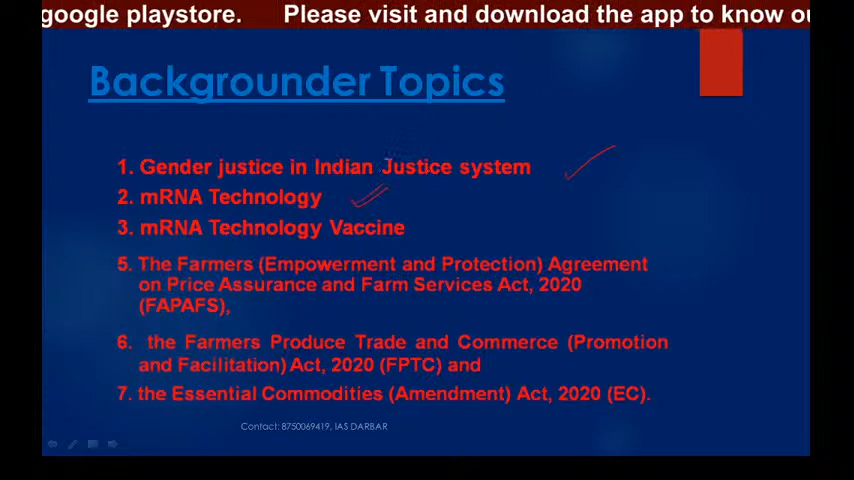 google playstore. Please visit and download the app to know ou
Backgrounder Topics
1. Gender justice in Indian Justice system
2. mRNA Technology
3. mRNA Technology Vaccine
5. The Farmers (Empowerment and Protection) Agreement
on Price Assurance and Farm Services Act, 2020
(FAPAFS),
6. the Farmers Produce Trade and Commerce (Promotion
and Facilitation) Act, 2020 (FPTC) and
7. the Essential Commodities (Amendment) Act, 2020 (EC).
Contact: 8750069419, IAS DARBAR